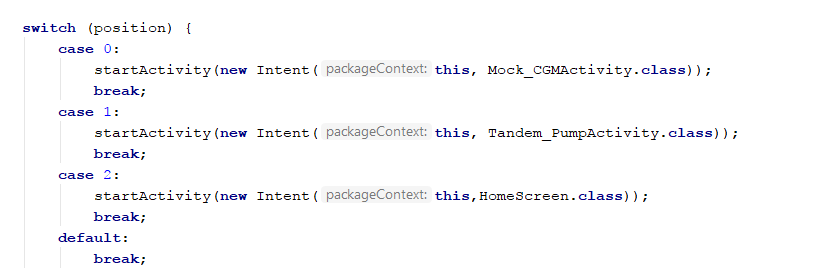 switch (position) {
case 0:
startActivity(new Intent( packageContext: this, Mock_CGMActivity.class));
break;
case 1:
startActivity(new Intent( packageContext: this, Tandem_PumpActivity.class));
break;
case 2:
startActivity(new Intent( packageContext: this,HomeScreen.class));
break;
default:
break;